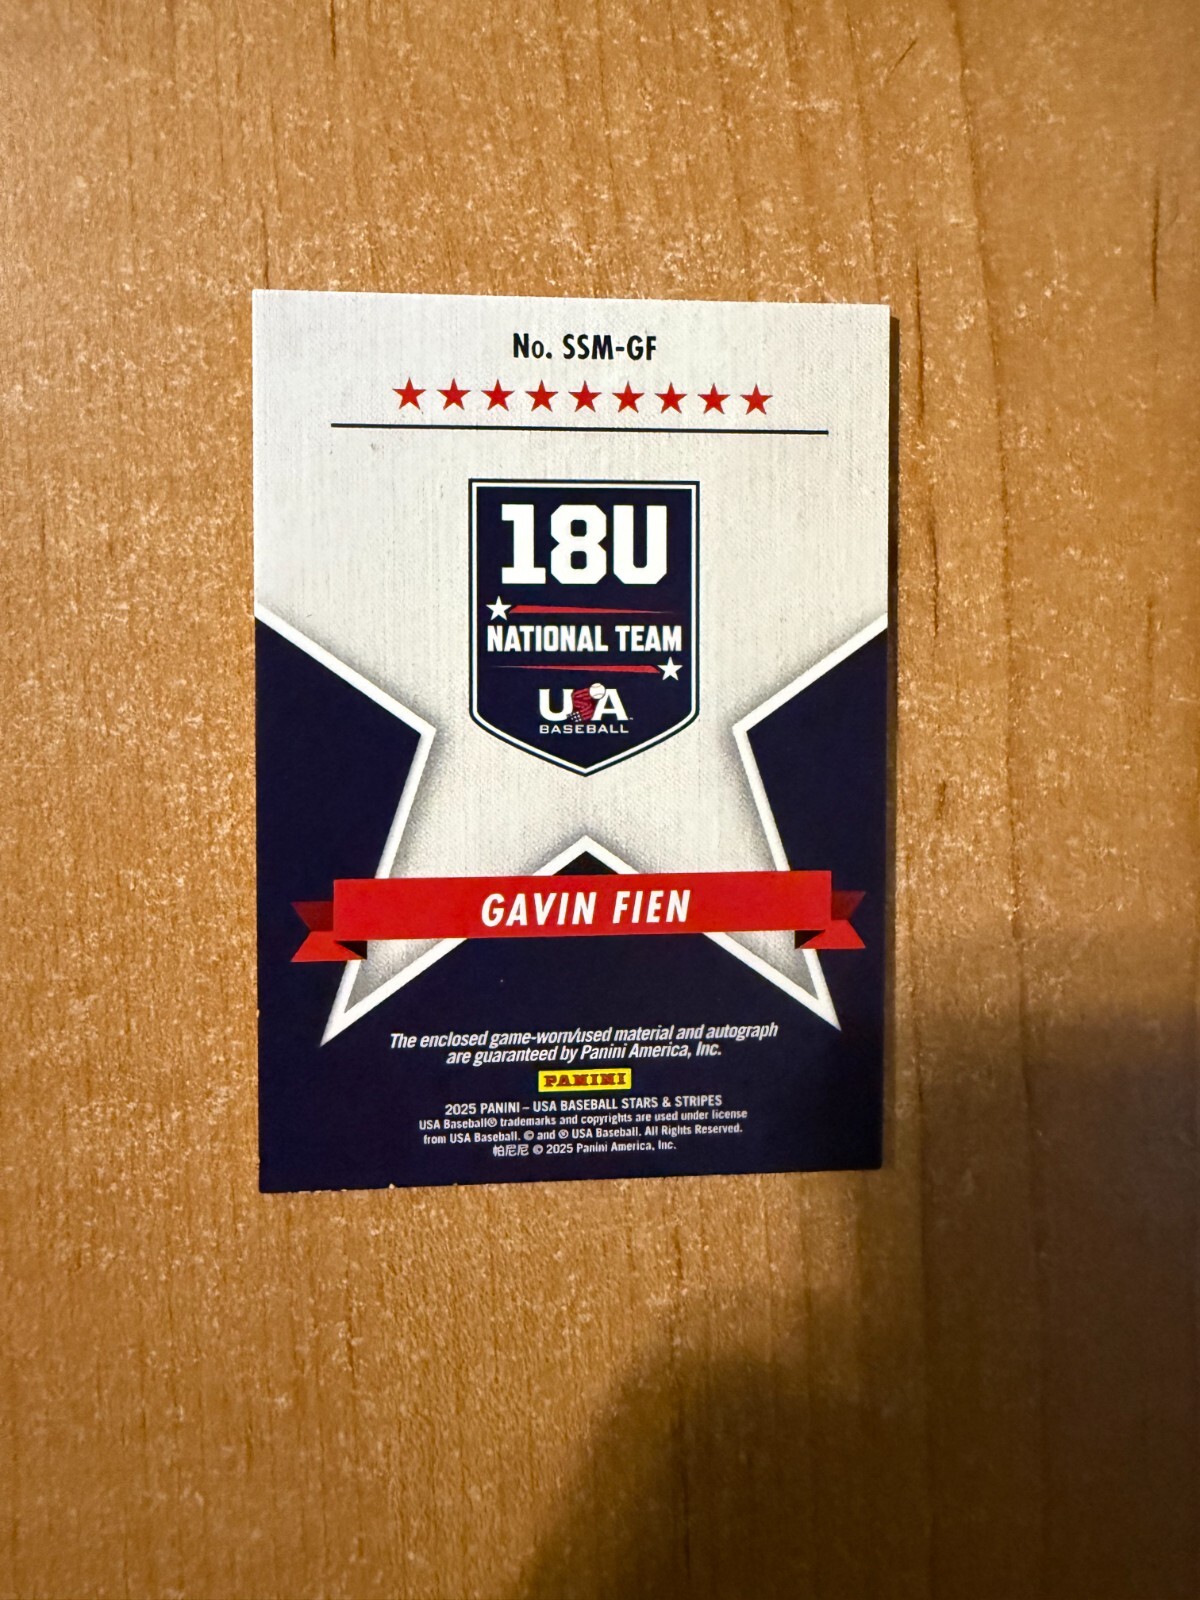 No. SSM-GF
18U
NATIONAL TEAM
USA
BASEBALL
GAVIN FIEN
The enclosed game-worn/used material and autograph
are guaranteed by Panini America, Inc.
PANINI
2025 PANINI – USA BASEBALL STARS & STRIPES
USA Baseball® trademarks and copyrights are used under license
from USA Baseball. © and ® USA Baseball. All Rights Reserved.
帕尼尼 © 2025 Panini America, Inc.